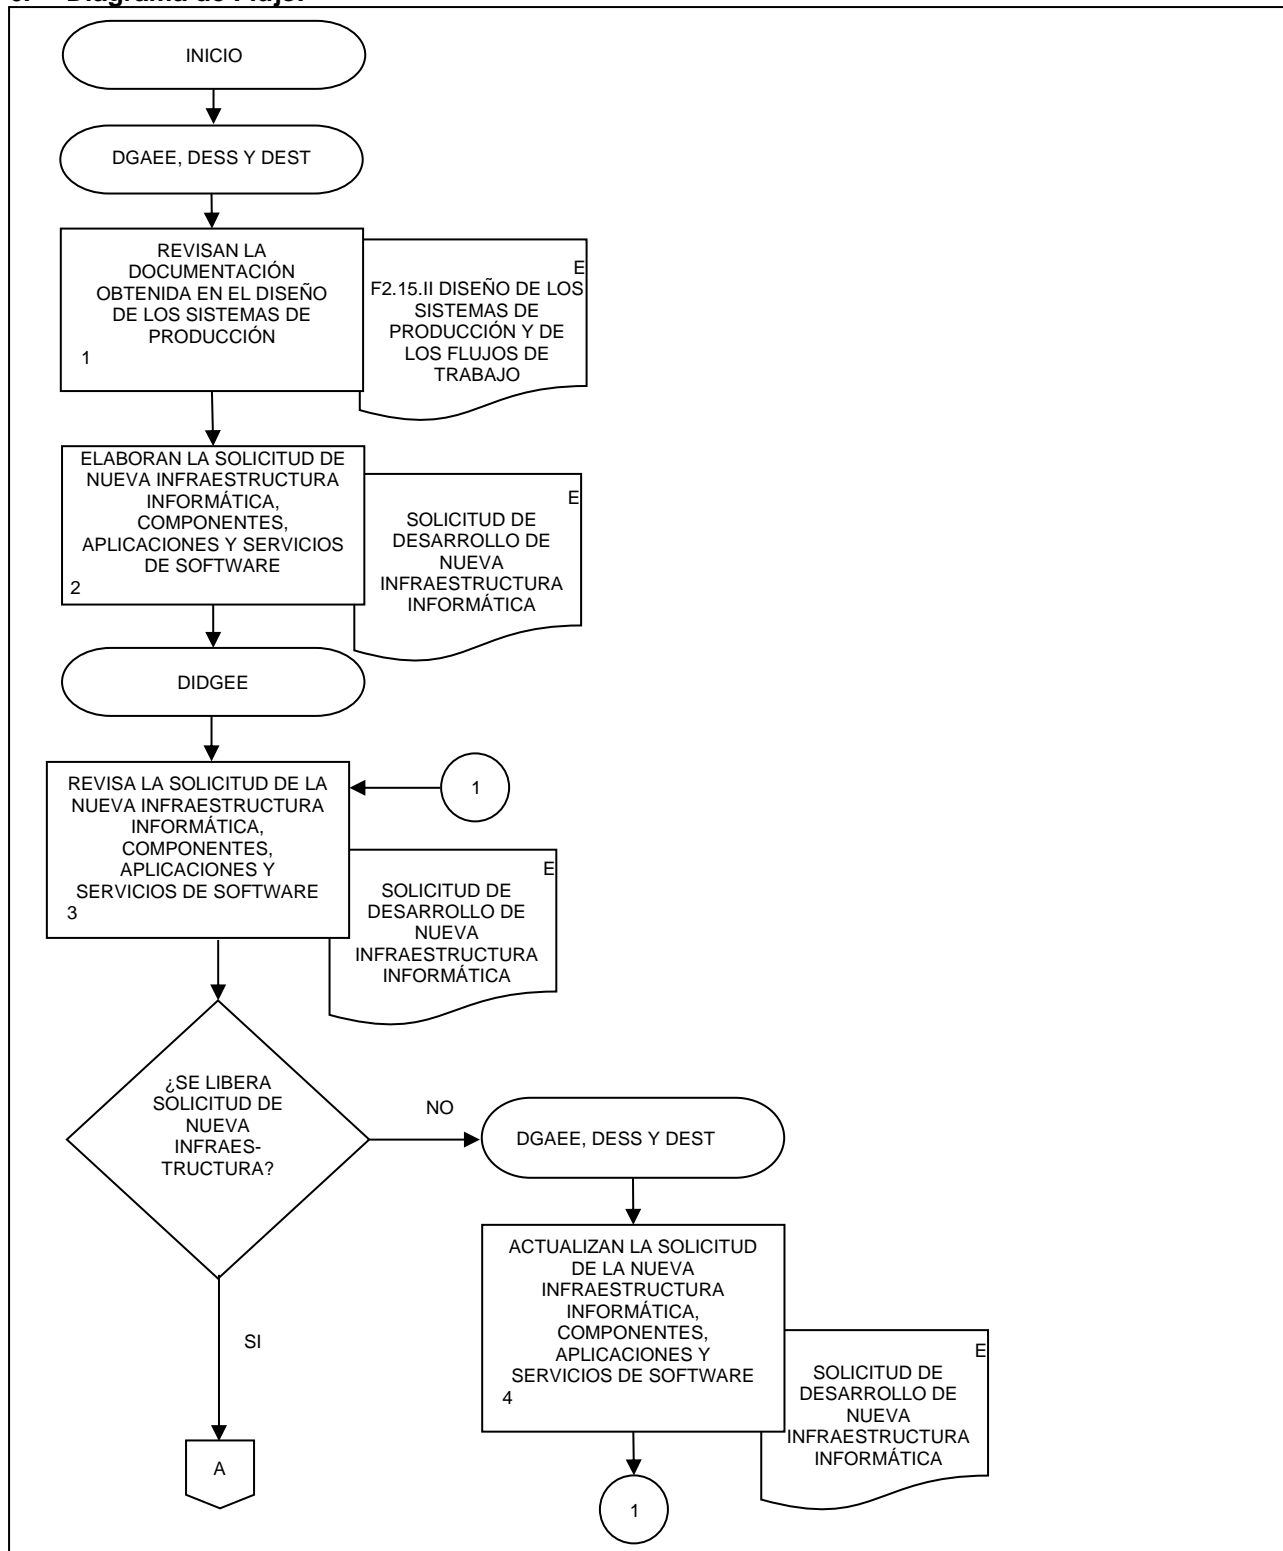 6. Diagrama de Flujo.
INICIO
DGAEE, DESS Y DEST
REVISAN LA
DOCUMENTACIÓN
OBTENIDA EN EL DISEÑO
DE LOS SISTEMAS DE
PRODUCCIÓN
1
E
F2.15.II DISEÑO DE LOS
SISTEMAS DE
PRODUCCIÓN Y DE
LOS FLUJOS DE
TRABAJO
ELABORAN LA SOLICITUD DE
NUEVA INFRAESTRUCTURA
INFORMÁTICA,
COMPONENTES,
APLICACIONES Y SERVICIOS
DE SOFTWARE
2
E
SOLICITUD DE
DESARROLLO DE
NUEVA
INFRAESTRUCTURA
INFORMÁTICA
DIDGEE
REVISA LA SOLICITUD DE LA
NUEVA INFRAESTRUCTURA
INFORMÁTICA,
COMPONENTES,
APLICACIONES Y
SERVICIOS DE SOFTWARE
3
1
E
SOLICITUD DE
DESARROLLO DE
NUEVA
INFRAESTRUCTURA
INFORMÁTICA
¿SE LIBERA
SOLICITUD DE
NUEVA
INFRAES-
TRUCTURA?
NO
DGAEE, DESS Y DEST
ACTUALIZAN LA SOLICITUD
DE LA NUEVA
INFRAESTRUCTURA
INFORMÁTICA,
COMPONENTES,
APLICACIONES Y
SERVICIOS DE SOFTWARE
4
E
SOLICITUD DE
DESARROLLO DE
NUEVA
INFRAESTRUCTURA
INFORMÁTICA
SI
A
1